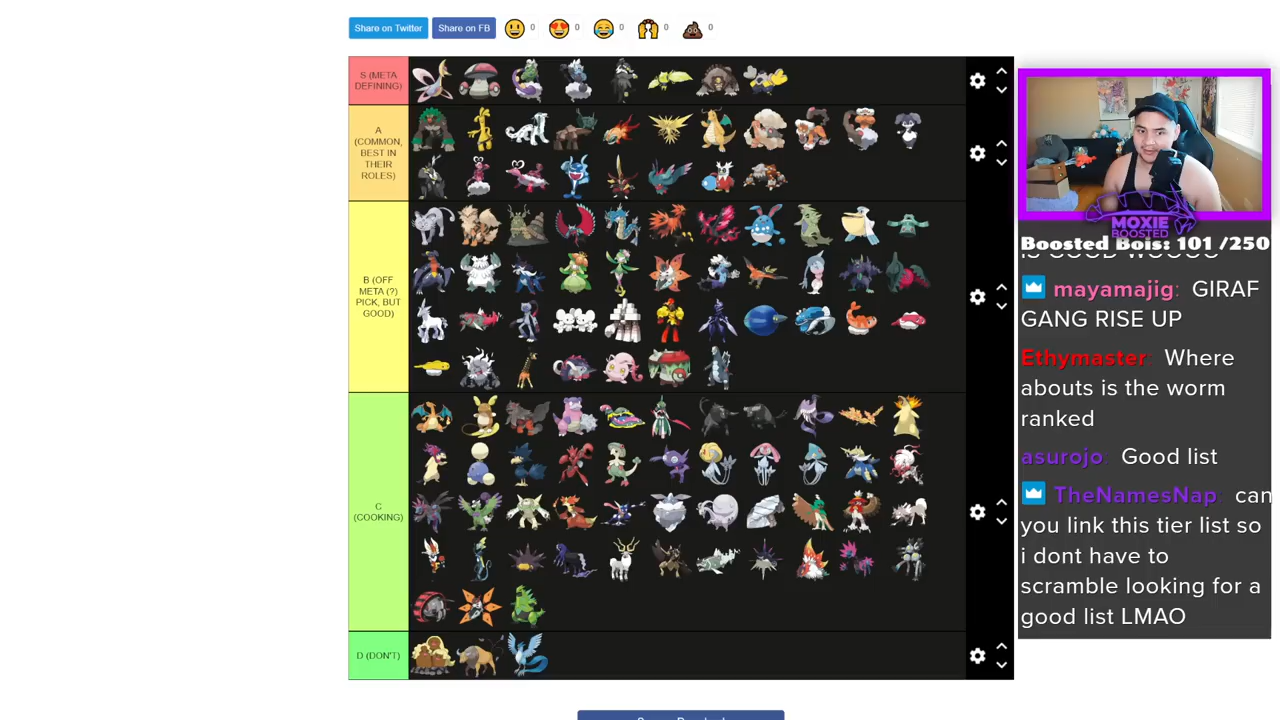 Share on Twitter Share on FB 0 0 0 0 0
S (META
DEFINING)
A
(COMMON,
BEST IN
THEIR
ROLES)
B (OFF
META (?)
PICK, BUT
GOOD)
C
(COOKING)
D (DON'T)
MOXIE
BOOSTED
Boosted Bois: 101 /250
mayamajig: GIRAF
GANG RISE UP
Ethymaster: Where
abouts is the worm
ranked
asurojo: Good list
TheNamesNap: can
you link this tier list so
i dont have to
scramble looking for a
good list LMAO